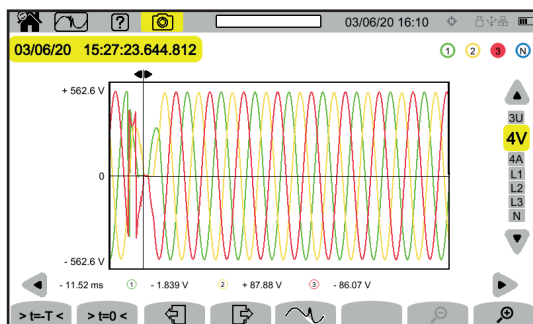 ?
03/06/20 16:10
03/06/20 15:27:23.644.812
1 2 3 N
+ 562.6 V
3U
4V
4A
L1
L2
L3
N
0
- 562.6 V
- 11.52 ms 1 - 1.839 V 2 + 87.88 V 3 - 86.07 V
> t=-T < > t=0 <